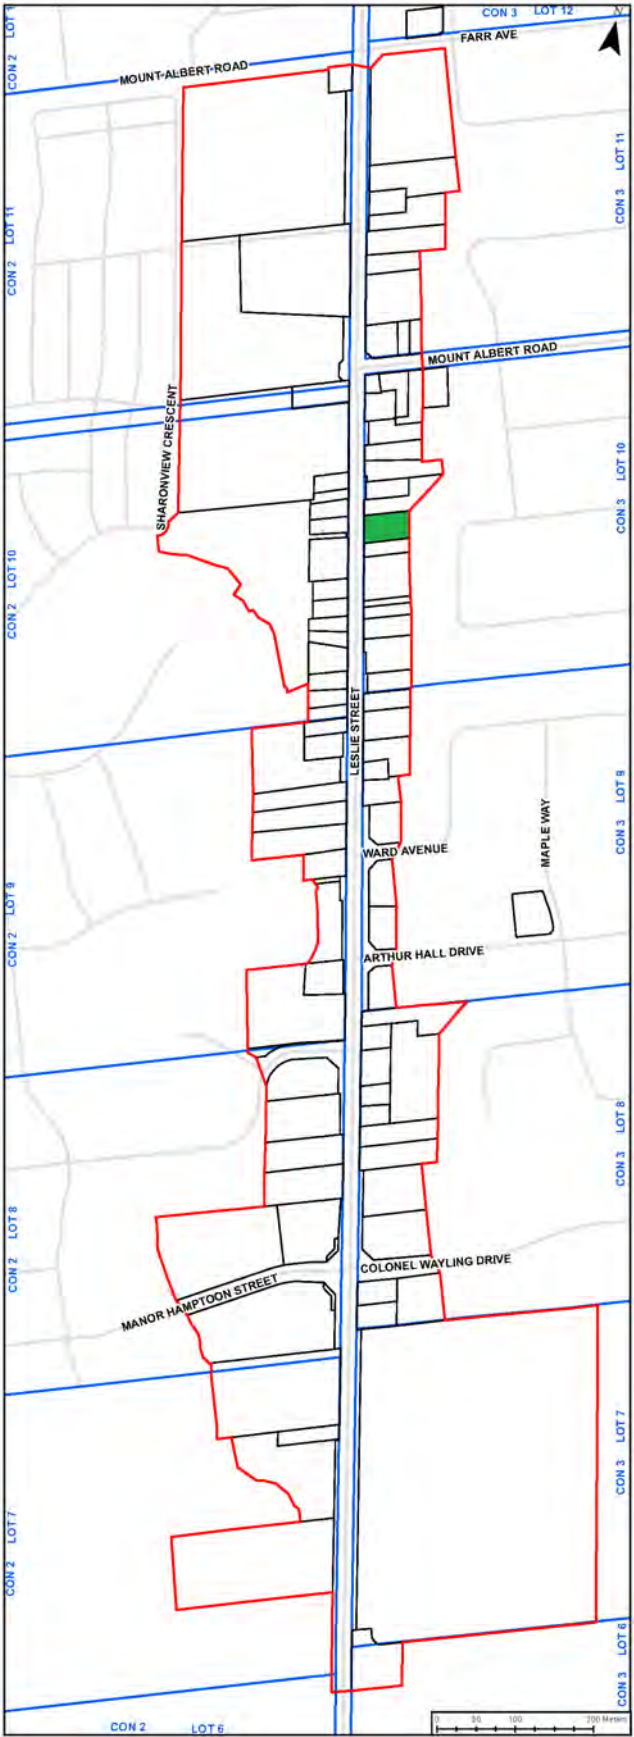 CON 3 LOT 12
N
FARR AVE
MOUNT ALBERT ROAD
CON 2 LOT 1
CON 3 LOT 11
CON 2 LOT 11
MOUNT ALBERT ROAD
SHARONVIEW CRESCENT
CON 3 LOT 10
CON 2 LOT 10
LESLIE STREET
CON 3 LOT 9
MAPLE WAY
WARD AVENUE
CON 2 LOT 9
ARTHUR HALL DRIVE
CON 3 LOT 8
CON 2 LOT 8
COLONEL WAYLING DRIVE
MANOR HAMPTOON STREET
CON 3 LOT 7
CON 2 LOT 7
CON 3 LOT 6
CON 2 LOT 6
0 50 100 200 Meters